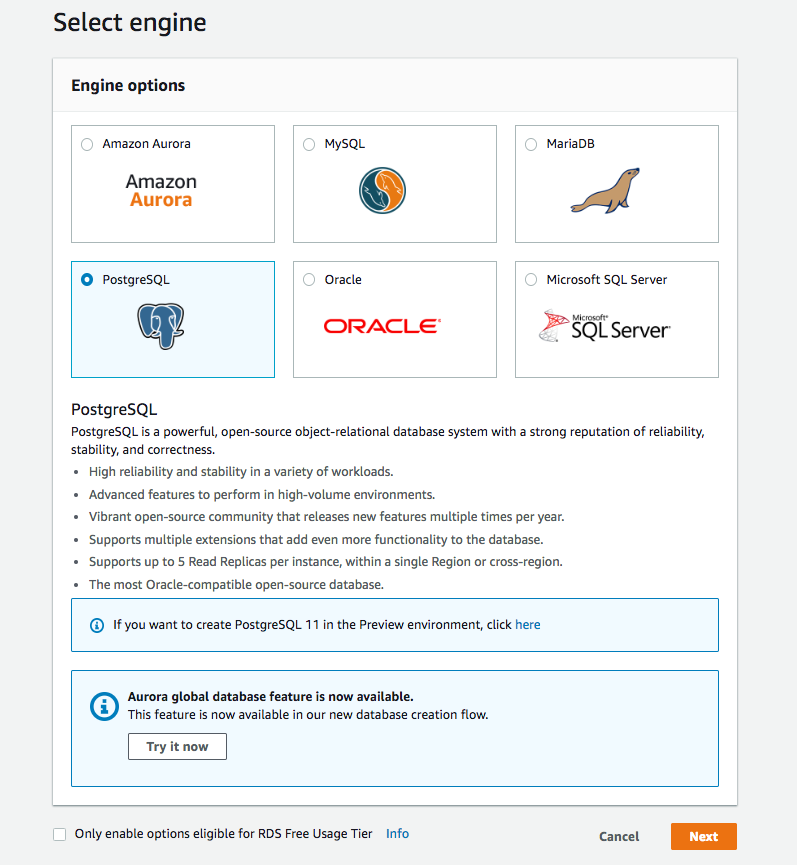 Select engine
Engine options
Amazon Aurora
MySQL
MariaDB
Amazon
Aurora
PostgreSQL
Oracle
Microsoft SQL Server
ORACLE
Microsoft
SQL Server
PostgreSQL
PostgreSQL is a powerful, open-source object-relational database system with a strong reputation of reliability,
stability, and correctness.
• High reliability and stability in a variety of workloads.
• Advanced features to perform in high-volume environments.
• Vibrant open-source community that releases new features multiple times per year.
• Supports multiple extensions that add even more functionality to the database.
• Supports up to 5 Read Replicas per instance, within a single Region or cross-region.
• The most Oracle-compatible open-source database.
If you want to create PostgreSQL 11 in the Preview environment, click here
Aurora global database feature is now available.
This feature is now available in our new database creation flow.
Try it now
Only enable options eligible for RDS Free Usage Tier Info
Cancel
Next